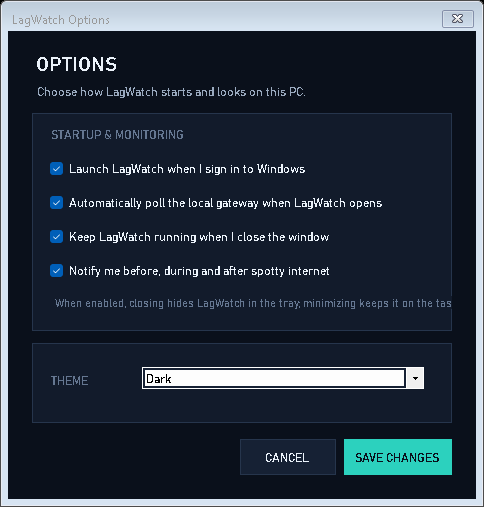 LagWatch Options
OPTIONS
Choose how LagWatch starts and looks on this PC.
STARTUP & MONITORING
Launch LagWatch when I sign in to Windows
Automatically poll the local gateway when LagWatch opens
Keep LagWatch running when I close the window
Notify me before, during and after spotty internet
When enabled, closing hides LagWatch in the tray; minimizing keeps it on the tas
THEME
Dark
CANCEL
SAVE CHANGES